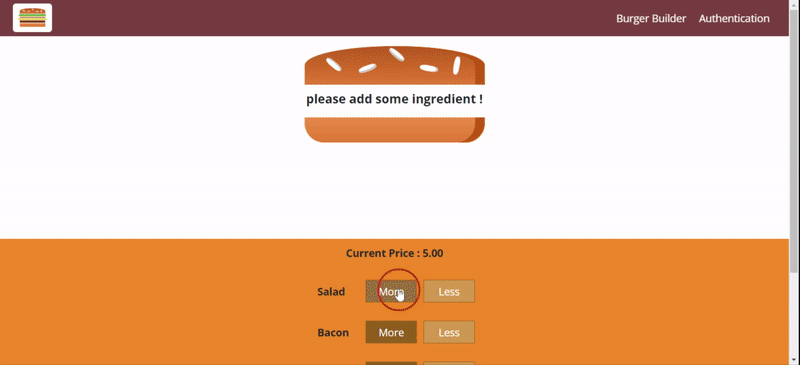 Burger Builder Authentication
please add some ingredient !
Current Price : 5.00
Salad More Less
Bacon More Less